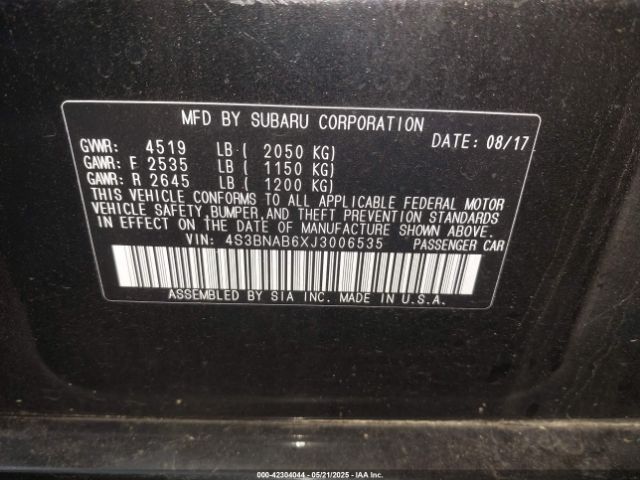 MFD BY SUBARU CORPORATION
GVWR: 4519 LB ( 2050 KG) DATE: 08/17
GAWR: F 2535 LB ( 1150 KG)
GAWR: R 2645 LB ( 1200 KG)
THIS VEHICLE CONFORMS TO ALL APPLICABLE FEDERAL MOTOR
VEHICLE SAFETY,BUMPER,AND THEFT PREVENTION STANDARDS
IN EFFECT ON THE DATE OF MANUFACTURE SHOWN ABOVE.
VIN: 4S3BNAB6XJ3006535 PASSENGER CAR
ASSEMBLED BY SIA INC. MADE IN U.S.A.
000-42304044 - 05/21/2025 - IAA Inc.